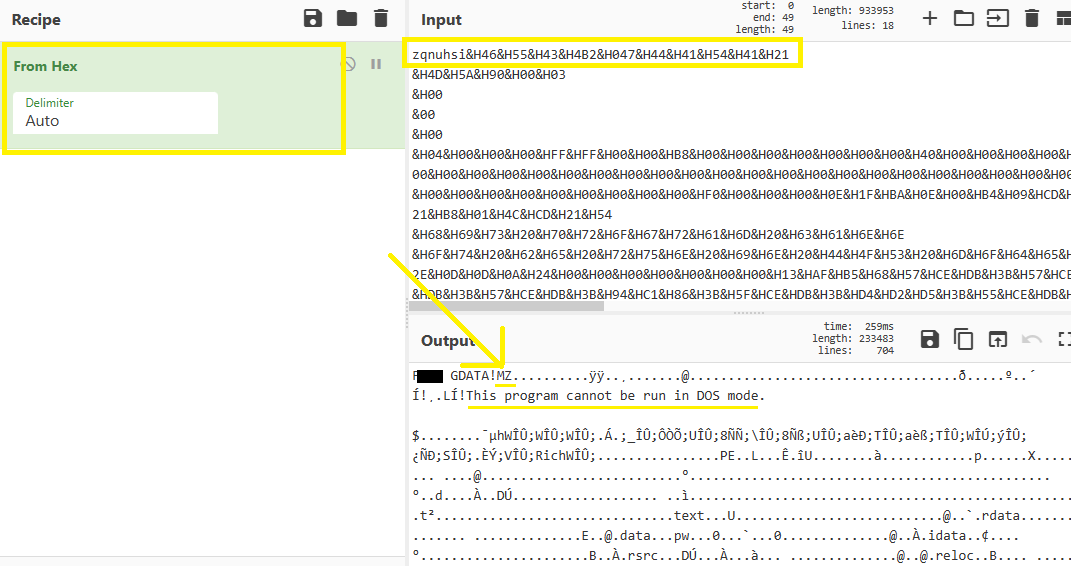 Recipe
From Hex
Delimiter
Auto
Input
start: 0
end: 49
length: 49
length: 933953
lines: 18
zqnuhsi&H46&H55&H43&H4B2&H047&H44&H41&H54&H41&H21
&H4D&H5A&H90&H00&H03
&H00
&00
&H00
&H04&H00&H00&H00&HFF&HFF&H00&H00&HB8&H00&H00&H00&H00&H00&H00&H00&H40&H00&H00&H00&H00&H
00&H00&H00&H00&H00&H00&H00&H00&H00&H00&H00&H00&H00&H00&H00&H00&H00&H00&H00&H00&H00&H00
&H00&H00&H00&H00&H00&H00&H00&H00&H00&HF0&H00&H00&H00&H0E&H1F&HBA&H0E&H00&HB4&H09&HCD&H
21&HB8&H01&H4C&HCD&H21&H54
&H68&H69&H73&H20&H70&H72&H6F&H67&H72&H61&H6D&H20&H63&H61&H6E&H6E
&H6F&H74&H20&H62&H65&H20&H72&H75&H6E&H20&H69&H6E&H20&H44&H4F&H53&H20&H6D&H6F&H64&H65&H
2E&H0D&H0D&H0A&H24&H00&H00&H00&H00&H00&H00&H00&H13&HAF&HB5&H68&H57&HCE&HDB&H3B&H57&HCE
&HDB&H3B&H57&HCE&HDB&H3B&H94&HC1&H86&H3B&H5F&HCE&HDB&H3B&HD4&HD2&HD5&H3B&H55&HCE&HDB&H
Output
time: 259ms
length: 233483
lines: 704
F GDATA!MZ..........ÿÿ..¸.......@...................................ð.....º..´
Í!¸.LÍ!This program cannot be run in DOS mode.
$........¯µhWÎÛ;WÎÛ;WÎÛ;.Á.;_ÎÛ;ÔÒÕ;UÎÛ;8ÑÑ;\ÎÛ;8Ñß;UÎÛ;aèÐ;TÎÛ;aèß;TÎÛ;WÎÚ;ýÎÛ;
¿ÑÐ;SÎÛ;.ÈÝ;VÎÛ;RichWÎÛ;................PE..L...Ê.îU........à............p......X.....
... ....@..........................º...............................................
º..d....À..DÚ................... ..ì..................................................
.t²...............................text...U...........................@..`.rdata.......
....... ..............E..@.data...pw...0...`...0..............@..À.idata..¢....
º......................B..À.rsrc...DÚ...À...à... ..............@..@.reloc..B.... .....